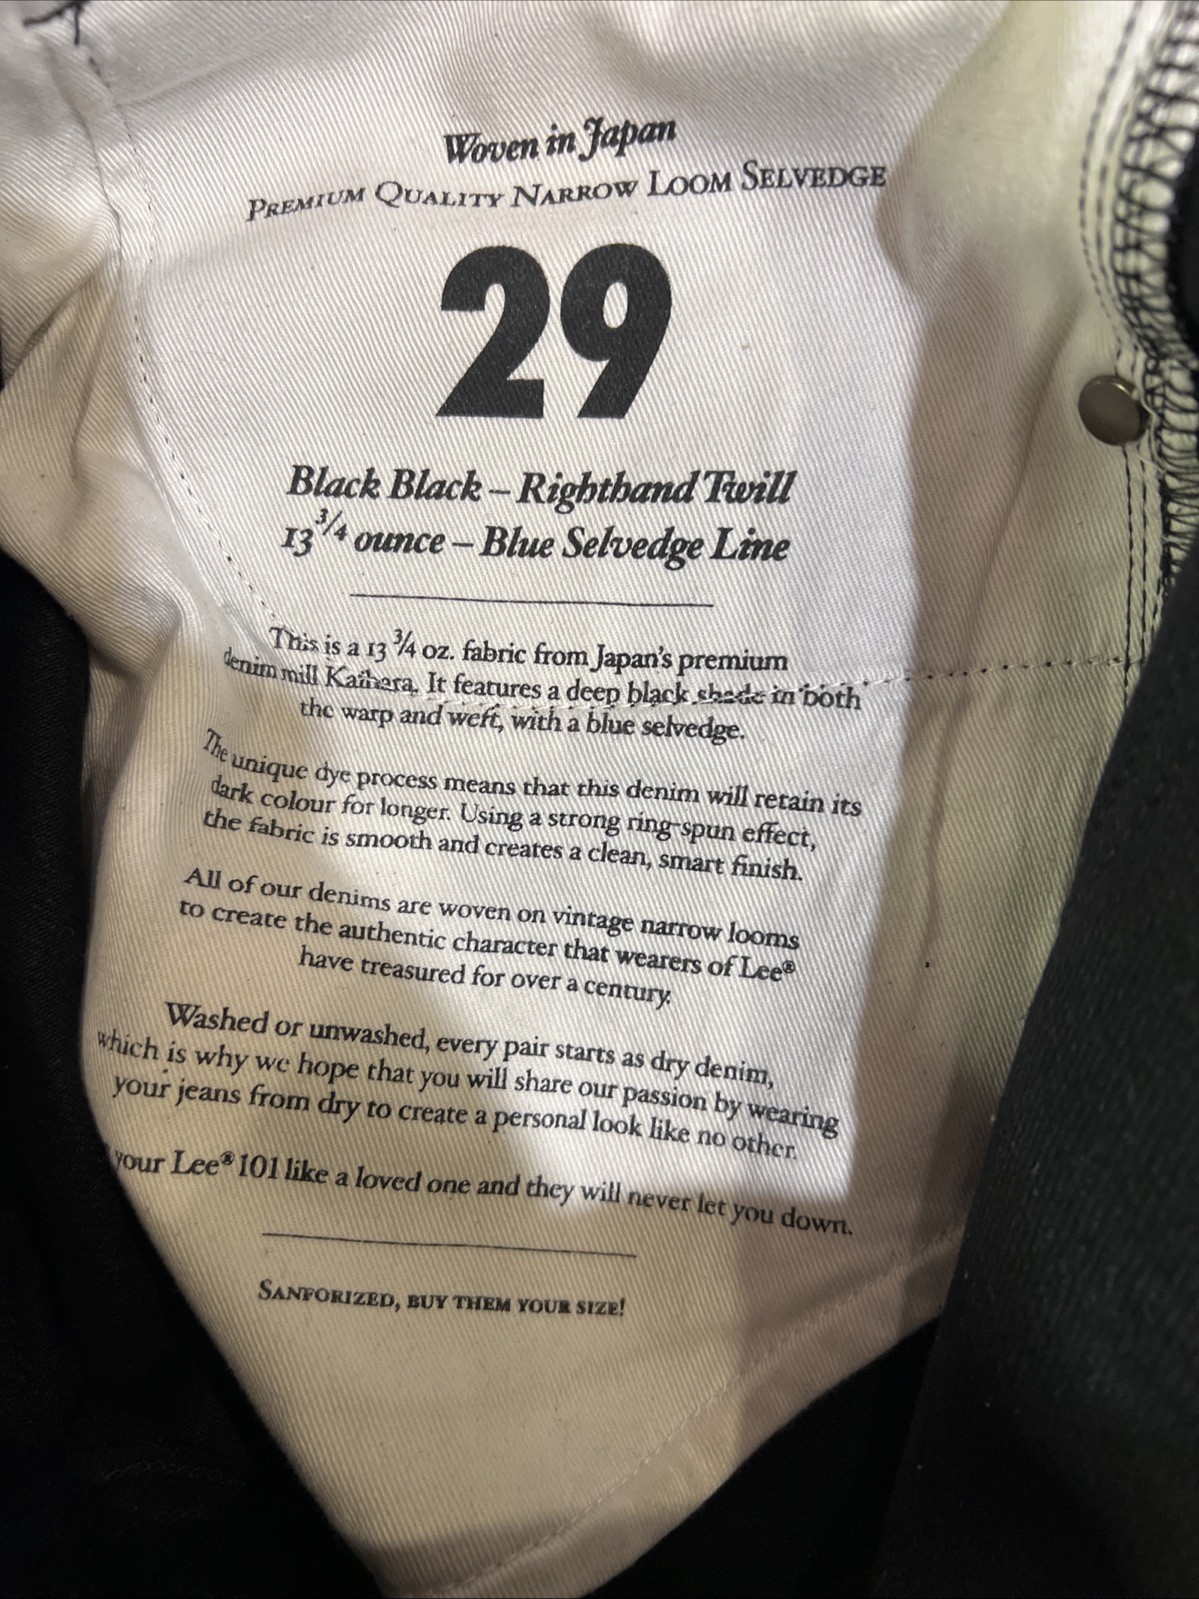 Woven in Japan
PREMIUM QUALITY NARROW LOOM SELVEDGE
29
Black Black – Righthand Twill
13 3/4 ounce – Blue Selvedge Line
This is a 13 3/4 oz. fabric from Japan's premium
denim mill Kaihara. It features a deep black shade in both
the warp and weft, with a blue selvedge.
The unique dye process means that this denim will retain its
dark colour for longer. Using a strong ring-spun effect,
the fabric is smooth and creates a clean, smart finish.
All of our denims are woven on vintage narrow looms
to create the authentic character that wearers of Lee®
have treasured for over a century.
Washed or unwashed, every pair starts as dry denim,
which is why we hope that you will share our passion by wearing
your jeans from dry to create a personal look like no other.
your Lee® 101 like a loved one and they will never let you down.
SANFORIZED, BUY THEM YOUR SIZE!